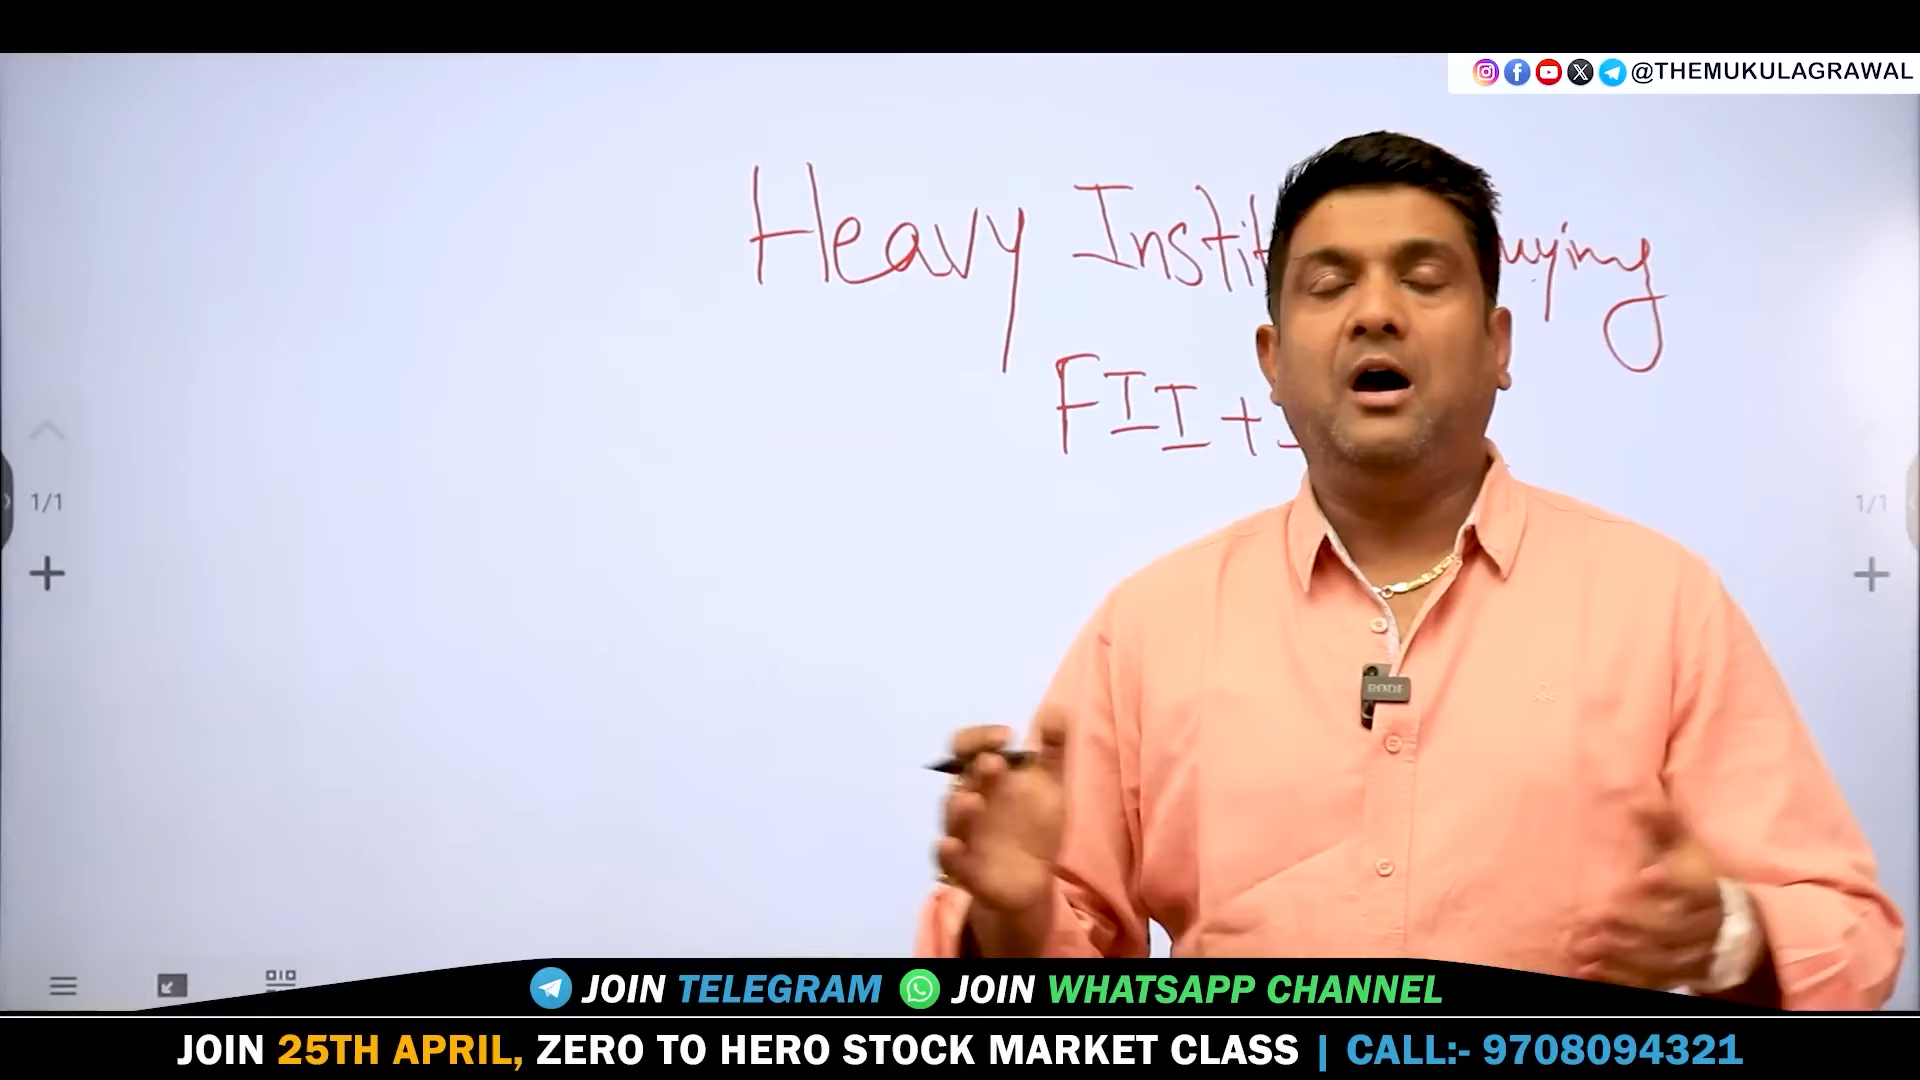 @THEMUKULAGRAWAL
Heavy Instit uying
FII +
1/1
1/1
RODE
JOIN TELEGRAM JOIN WHATSAPP CHANNEL
JOIN 25TH APRIL, ZERO TO HERO STOCK MARKET CLASS | CALL:- 9708094321